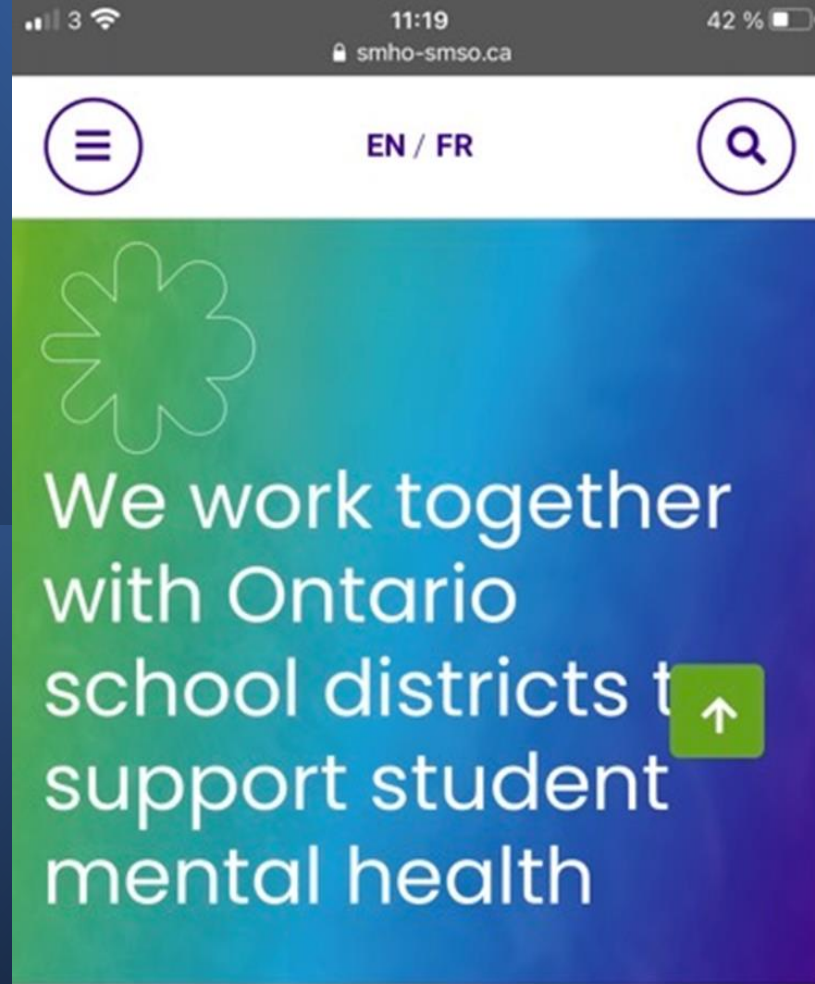 3
11:19
42 %
smho-smso.ca
EN / FR
We work together
with Ontario
school districts
support student
mental health